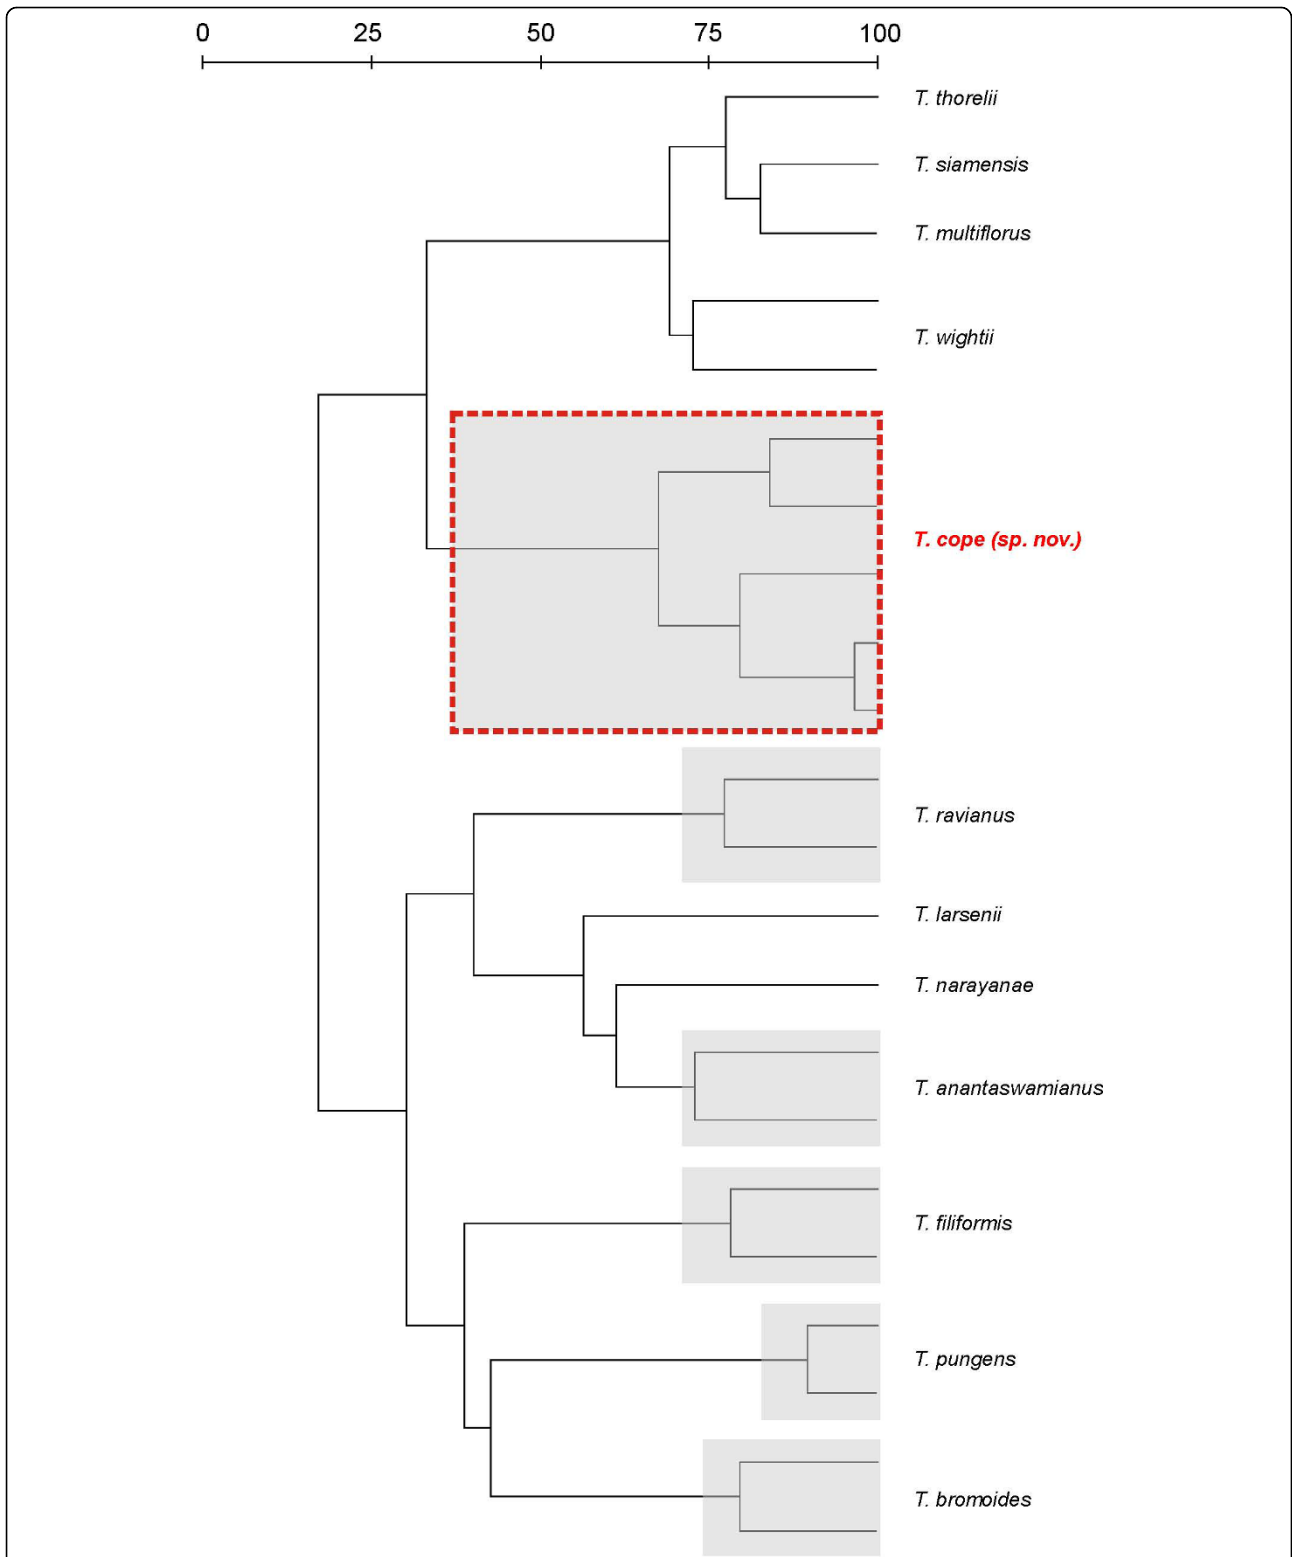 0 25 50 75 100
T. thorelii
T. siamensis
T. multiflorus
T. wightii
T. cope (sp. nov.)
T. ravianus
T. larsenii
T. narayanae
T. anantaswamianus
T. filiformis
T. pungens
T. bromoides